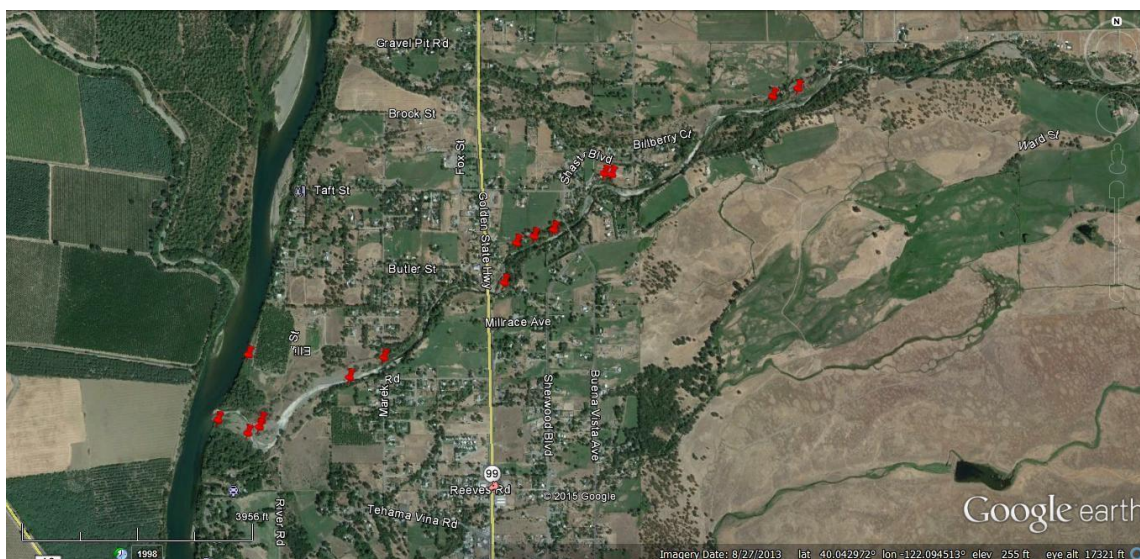 N
Gravel Pit Rd
Brook St
Fox St
Billberry Ct
Shasta Blvd
Ward St
Taft St
Golden State Hwy
Butler St
Millrace Ave
Ellis St
Marek Rd
Sherwood Blvd
Buena Vista Ave
99
Reeves Rd
© 2015 Google
Google earth
River Rd
Tehama Vina Rd
3956 ft
1998
Imagery Date: 8/27/2013 lat 40.042972° lon -122.094513° elev 255 ft eye alt 17321 ft